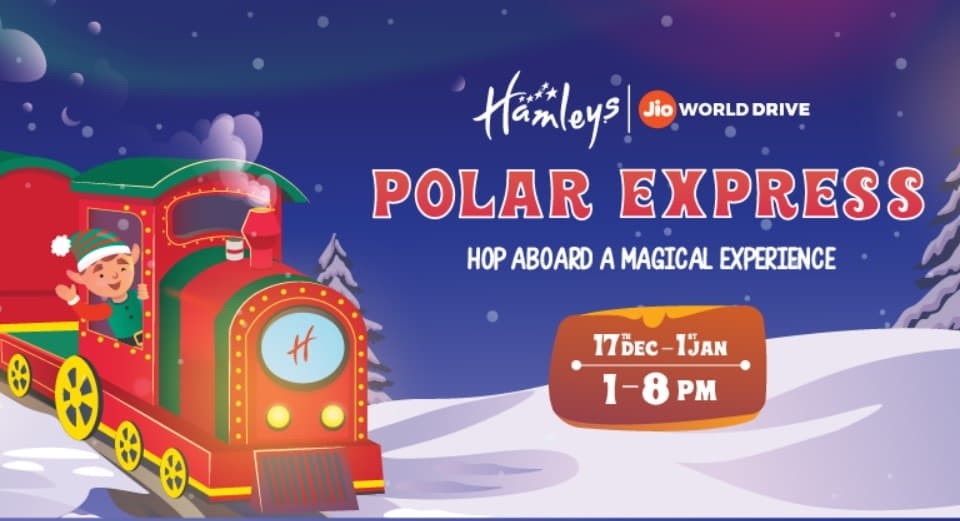 Hamleys | Jio WORLD DRIVE
POLAR EXPRESS
HOP ABOARD A MAGICAL EXPERIENCE
17TH DEC - 1ST JAN
1-8 PM
H